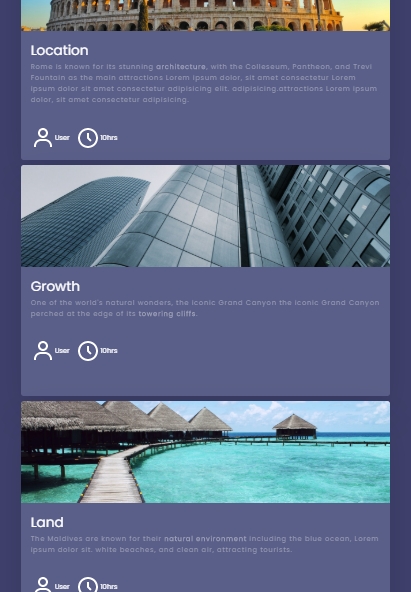 Location
Rome is known for its stunning architecture, with the Colleseum, Pantheon, and Trevi
Fountain as the main attractions Lorem ipsum dolor, sit amet consectetur Lorem
ipsum dolor sit amet consectetur adipisicing elit. adipisicing.attractions Lorem ipsum
dolor, sit amet consectetur adipisicing.
User 10hrs
Growth
One of the world's natural wonders, the iconic Grand Canyon the iconic Grand Canyon
perched at the edge of its towering cliffs.
User 10hrs
Land
The Maldives are known for their natural environment including the blue ocean, Lorem
ipsum dolor sit. white beaches, and clean air, attracting tourists.
User 10hrs